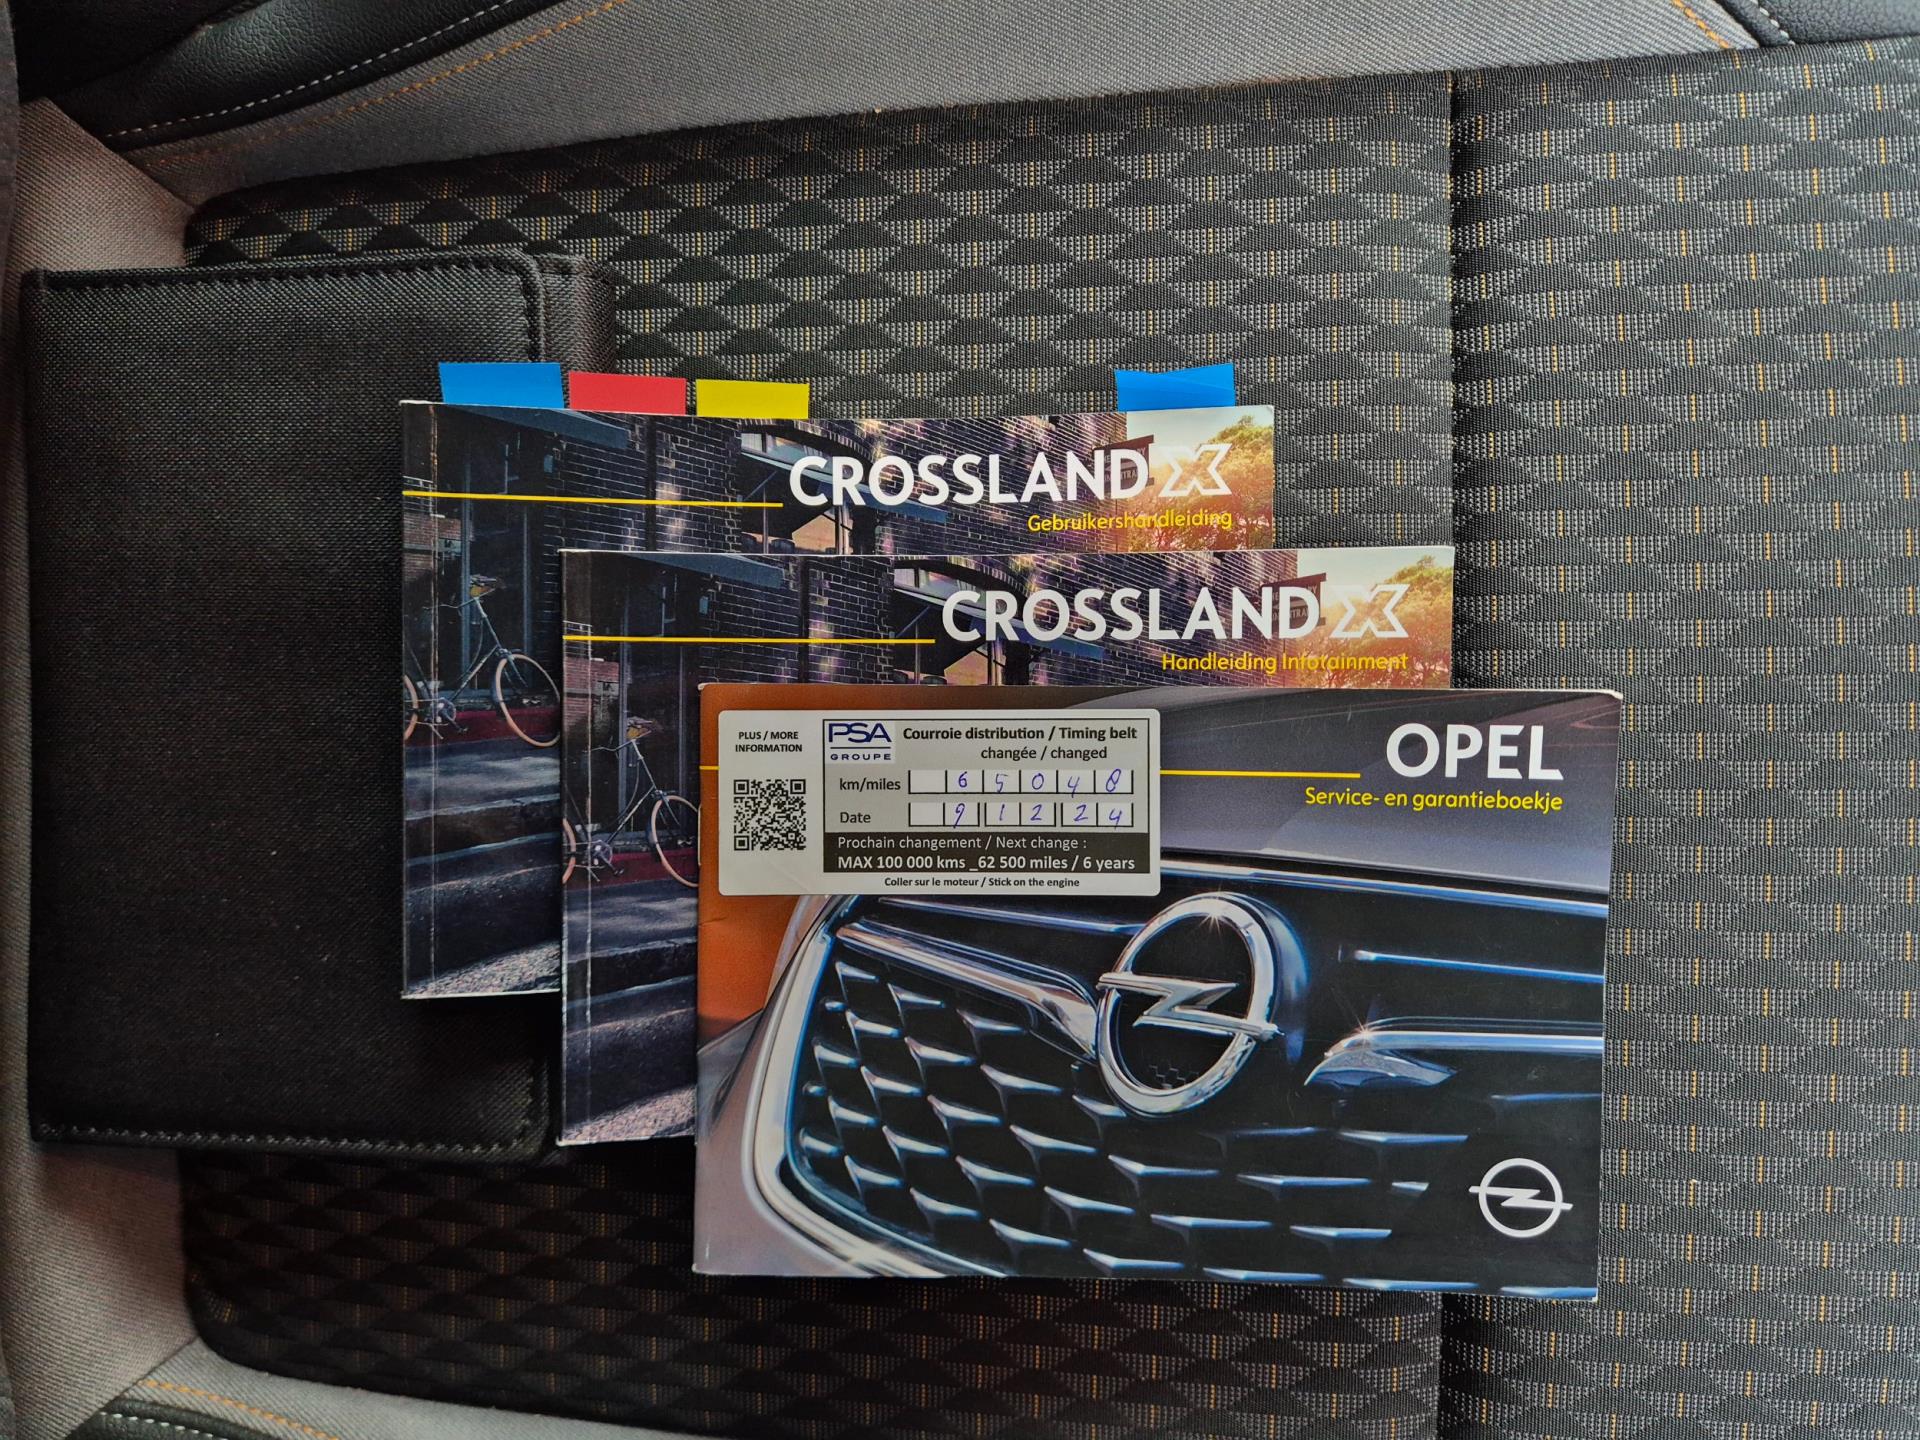 CROSSLAND X
Gebruikershandleiding
CROSSLAND X
Handleiding Infotainment
OPEL
Service- en garantieboekje
PLUS / MORE
INFORMATION
PSA
GROUPE
Courroie distribution / Timing belt
changée / changed
km/miles 6 5 0 4 8
Date 9 1 2 2 4
Prochain changement / Next change :
MAX 100 000 kms _62 500 miles / 6 years
Coller sur le moteur / Stick on the engine